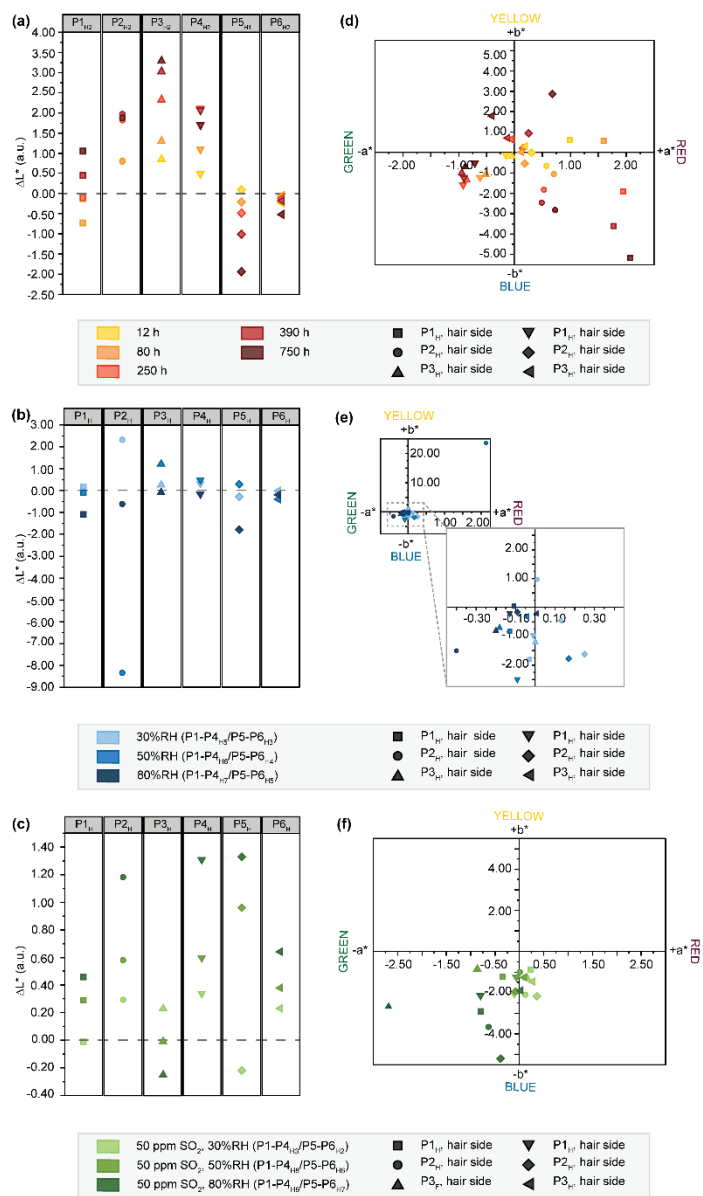 (a)
P1H2 P2H2 P3H2 P4H2 P5H1 P6H2
4.00
3.50
3.00
2.50
2.00
1.50
1.00
0.50
0.00
-0.50
-1.00
-1.50
-2.00
2.50
ΔL* (a.u.)
(d)
YELLOW
+b*
5.00
4.00
3.00
2.00
1.00
-2.00 -1.00 1.00 2.00
-1.00
-2.00
-3.00
-4.00
-5.00
GREEN
-a*
+a*
RED
-b*
BLUE
12 h
80 h
250 h
390 h
750 h
P1H, hair side
P2H, hair side
P3H, hair side
P1H, hair side
P2H, hair side
P3H, hair side
(b)
P1H P2H P3H P4H P5H P6H
3.00
2.00
1.00
0.00
-1.00
-2.00
-3.00
-4.00
-5.00
-6.00
-7.00
-8.00
-9.00
ΔL* (a.u.)
(e)
YELLOW
+b*
20.00
10.00
1.00 2.00
GREEN
-a*
+a*
RED
-b*
BLUE
2.00
1.00
-0.30 -0.10 0.10 0.30
-1.00
-2.00
30%RH (P1-P4H5/P5-P6H3)
50%RH (P1-P4H6/P5-P6H4)
80%RH (P1-P4H7/P5-P6H5)
P1H, hair side
P2H, hair side
P3H, hair side
P1H, hair side
P2H, hair side
P3H, hair side
(c)
P1H P2H P3H P4H P5H P6H
1.40
1.20
1.00
0.80
0.60
0.40
0.20
0.00
-0.20
-0.40
ΔL* (a.u.)
(f)
YELLOW
+b*
4.00
2.00
-2.50 -1.50 -0.50 0.50 1.50 2.50
-2.00
-4.00
GREEN
-a*
+a*
RED
-b*
BLUE
50 ppm SO2, 30%RH (P1-P4H3/P5-P6H2)
50 ppm SO2, 50%RH (P1-P4H8/P5-P6H6)
50 ppm SO2, 80%RH (P1-P4H9/P5-P6H7)
P1H, hair side
P2H, hair side
P3F, hair side
P1H, hair side
P2H, hair side
P3H, hair side